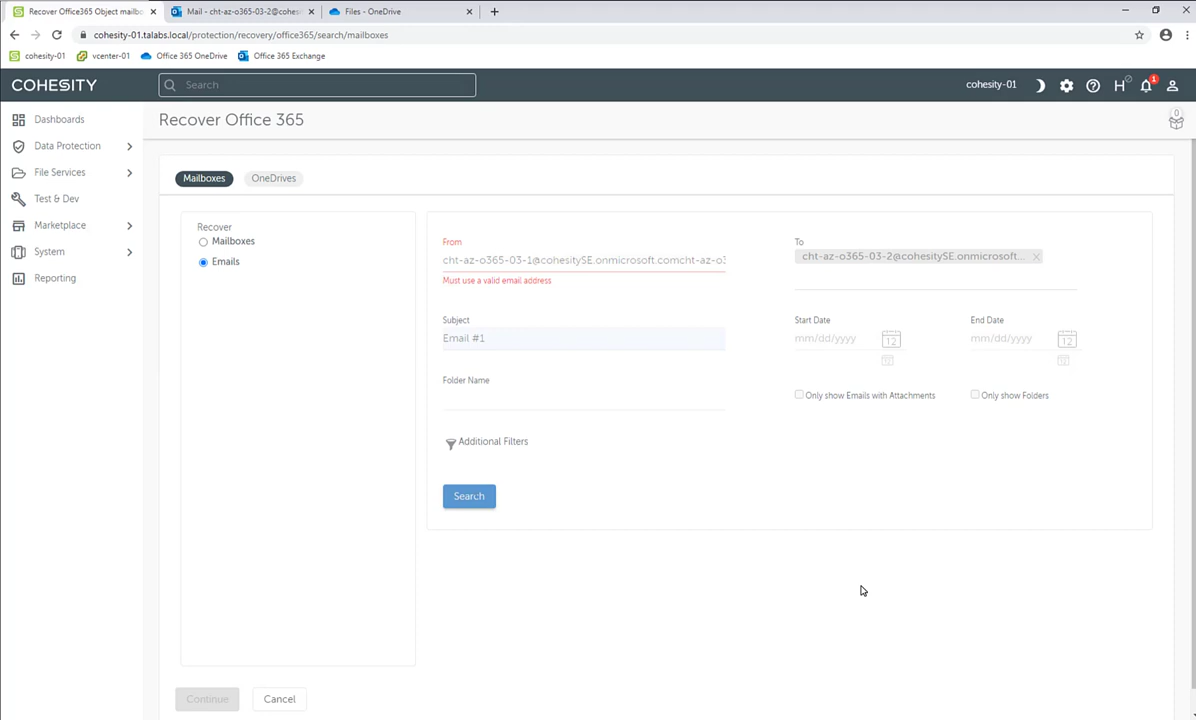 Recover Office365 Object mailbo
Mail - cht-az-o365-03-2@cohesi
Files - OneDrive
cohesity-01.talabs.local/protection/recovery/office365/search/mailboxes
cohesity-01
vcenter-01
Office 365 OneDrive
Office 365 Exchange
COHESITY
Search
cohesity-01
H
1
Dashboards
Data Protection
File Services
Test & Dev
Marketplace
System
Reporting
Recover Office 365
0
Mailboxes
OneDrives
Recover
Mailboxes
Emails
From
cht-az-o365-03-1@cohesitySE.onmicrosoft.comcht-az-o3
Must use a valid email address
To
cht-az-o365-03-2@cohesitySE.onmicrosoft...
Subject
Email #1
Start Date
mm/dd/yyyy
12
End Date
mm/dd/yyyy
12
Folder Name
Only show Emails with Attachments
Only show Folders
Additional Filters
Search
Continue
Cancel